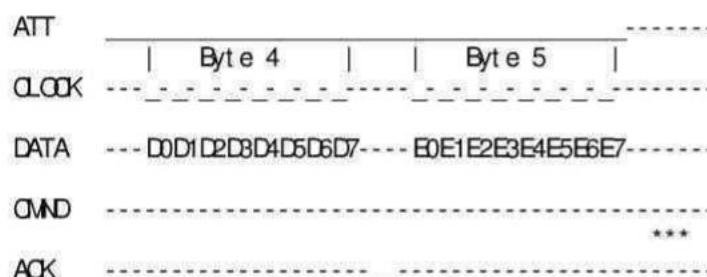 ATT -------
| Byte 4 | | Byte 5 |
CLOCK ---_-_-_-_-_-_-_-_-----_-_-_-_-_-_-_-_-------
DATA ---D0D1D2D3D4D5D6D7----E0E1E2E3E4E5E6E7-------
CMND ---------------------------------------------
***
ACK -------------------- ------------------------